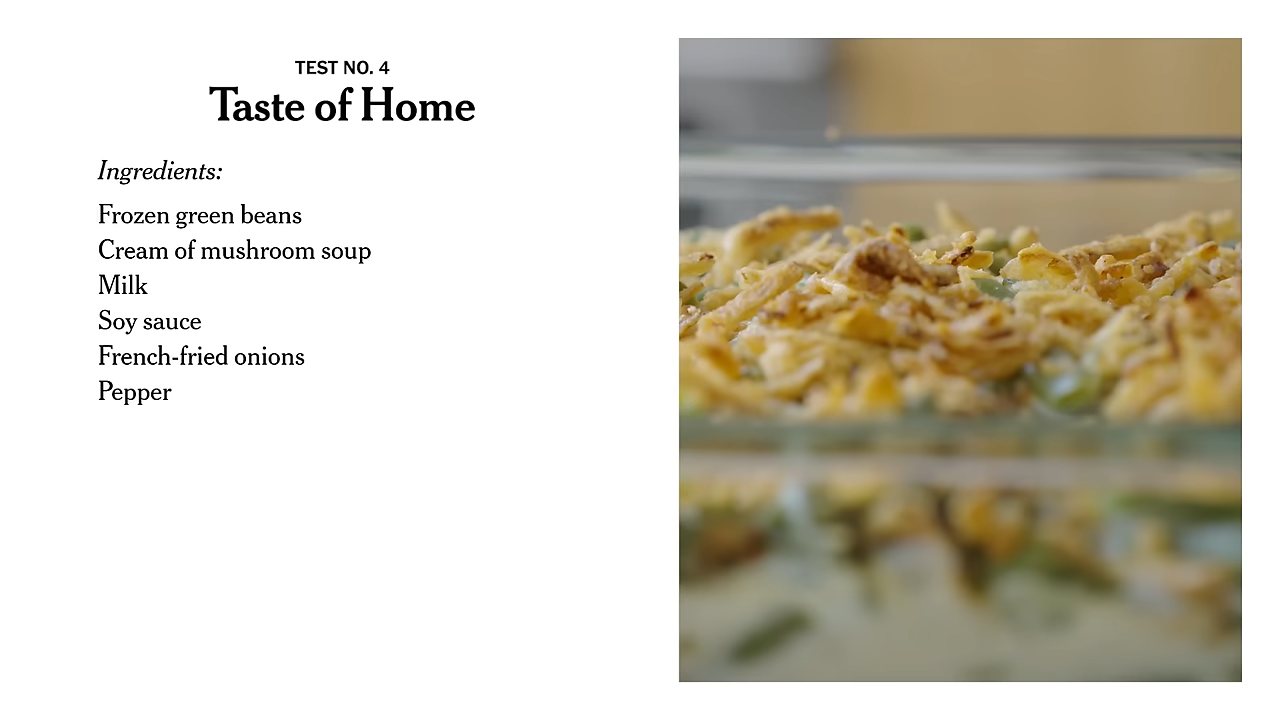 TEST NO. 4
Taste of Home
Ingredients:
Frozen green beans
Cream of mushroom soup
Milk
Soy sauce
French-fried onions
Pepper